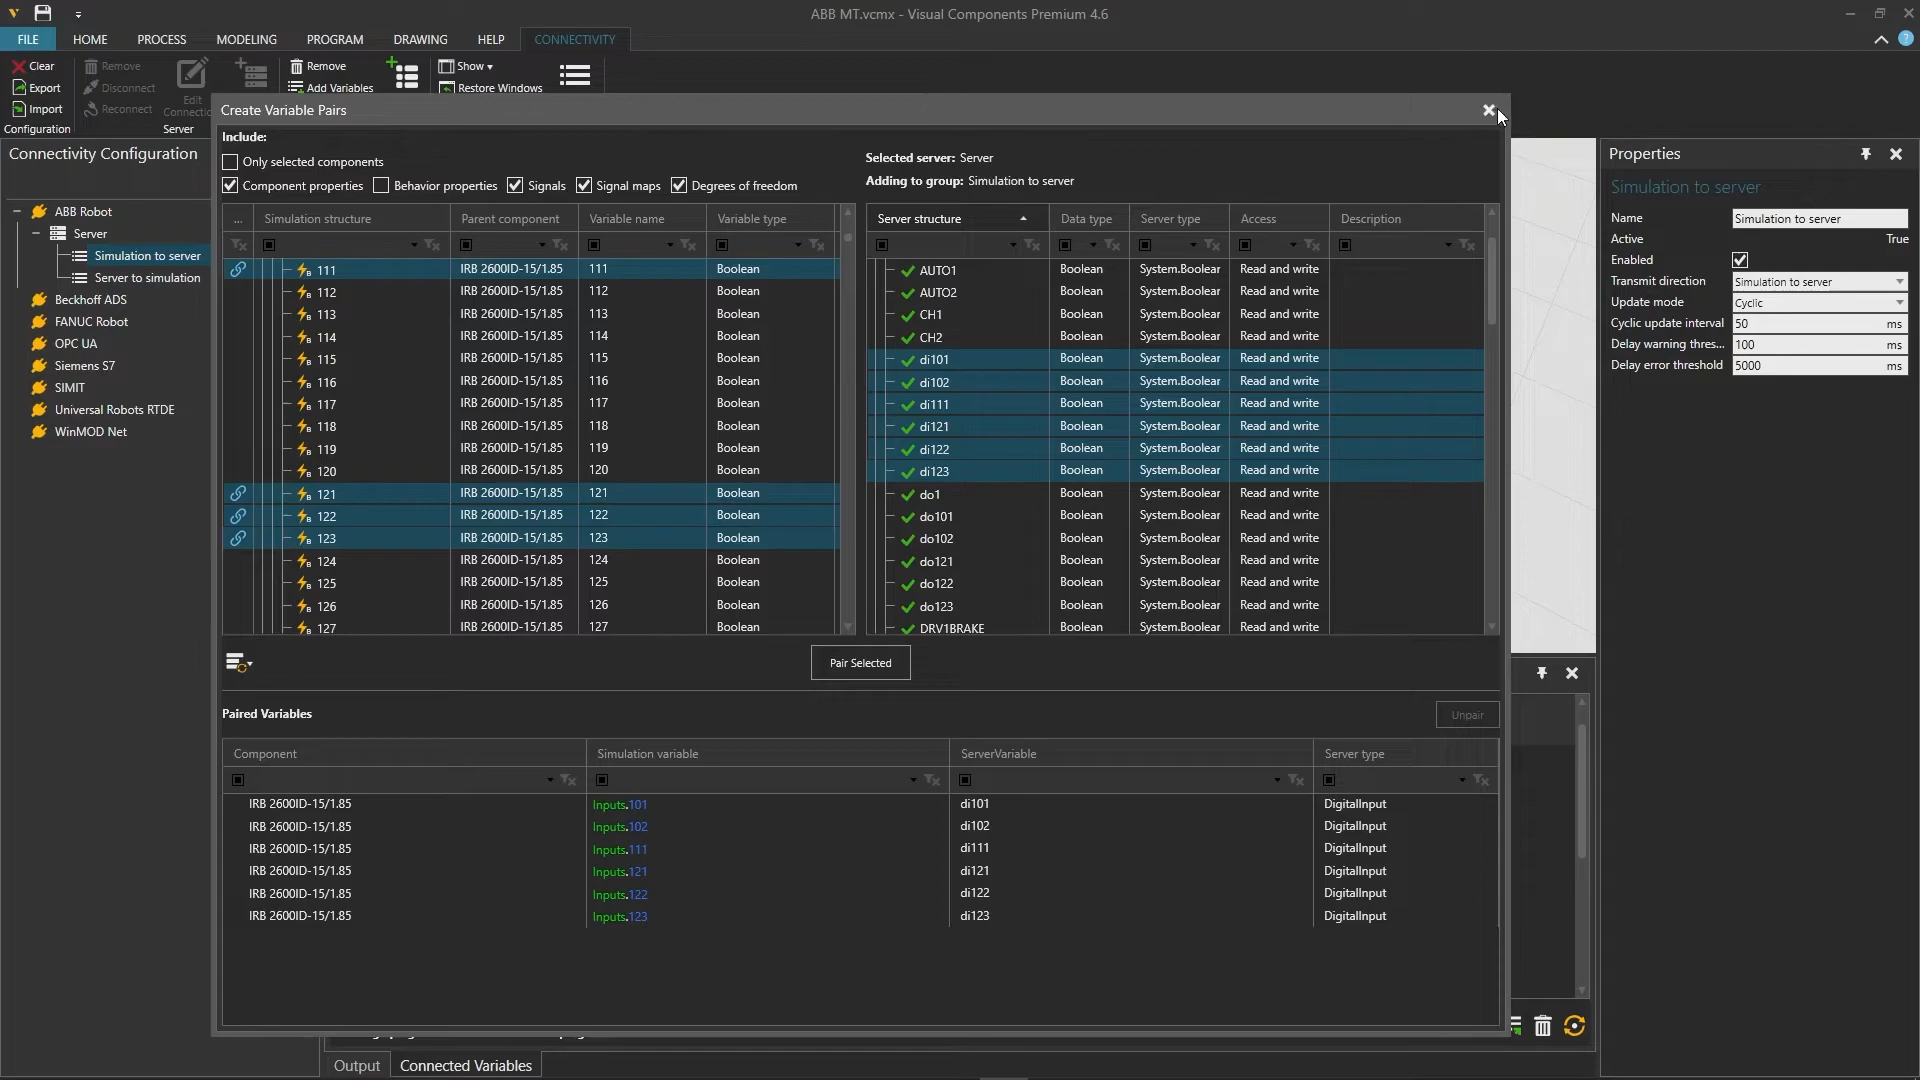 ABB MT.vcmx - Visual Components Premium 4.6
FILE HOME PROCESS MODELING PROGRAM DRAWING HELP CONNECTIVITY
Clear Remove Remove Show
Export Disconnect Add Variables Restore Windows
Import Reconnect Edit
Configuration Server
Connectivity Configuration
ABB Robot
Server
Simulation to server
Server to simulation
Beckhoff ADS
FANUC Robot
OPC UA
Siemens S7
SIMIT
Universal Robots RTDE
WinMOD Net
Create Variable Pairs
Include:
Only selected components
Component properties Behavior properties Signals Signal maps Degrees of freedom
Selected server: Server
Adding to group: Simulation to server
... Simulation structure Parent component Variable name Variable type
111 IRB 2600ID-15/1.85 111 Boolean
112 IRB 2600ID-15/1.85 112 Boolean
113 IRB 2600ID-15/1.85 113 Boolean
114 IRB 2600ID-15/1.85 114 Boolean
115 IRB 2600ID-15/1.85 115 Boolean
116 IRB 2600ID-15/1.85 116 Boolean
117 IRB 2600ID-15/1.85 117 Boolean
118 IRB 2600ID-15/1.85 118 Boolean
119 IRB 2600ID-15/1.85 119 Boolean
120 IRB 2600ID-15/1.85 120 Boolean
121 IRB 2600ID-15/1.85 121 Boolean
122 IRB 2600ID-15/1.85 122 Boolean
123 IRB 2600ID-15/1.85 123 Boolean
124 IRB 2600ID-15/1.85 124 Boolean
125 IRB 2600ID-15/1.85 125 Boolean
126 IRB 2600ID-15/1.85 126 Boolean
127 IRB 2600ID-15/1.85 127 Boolean
Server structure Data type Server type Access Description
AUTO1 Boolean System.Boolear Read and write
AUTO2 Boolean System.Boolear Read and write
CH1 Boolean System.Boolear Read and write
CH2 Boolean System.Boolear Read and write
di101 Boolean System.Boolear Read and write
di102 Boolean System.Boolear Read and write
di111 Boolean System.Boolear Read and write
di121 Boolean System.Boolear Read and write
di122 Boolean System.Boolear Read and write
di123 Boolean System.Boolear Read and write
do1 Boolean System.Boolear Read and write
do101 Boolean System.Boolear Read and write
do102 Boolean System.Boolear Read and write
do121 Boolean System.Boolear Read and write
do122 Boolean System.Boolear Read and write
do123 Boolean System.Boolear Read and write
DRV1BRAKE Boolean System.Boolear Read and write
Pair Selected
Paired Variables Unpair
Component Simulation variable ServerVariable Server type
IRB 2600ID-15/1.85 Inputs.101 di101 DigitalInput
IRB 2600ID-15/1.85 Inputs.102 di102 DigitalInput
IRB 2600ID-15/1.85 Inputs.111 di111 DigitalInput
IRB 2600ID-15/1.85 Inputs.121 di121 DigitalInput
IRB 2600ID-15/1.85 Inputs.122 di122 DigitalInput
IRB 2600ID-15/1.85 Inputs.123 di123 DigitalInput
Output Connected Variables
Properties
Simulation to server
Name Simulation to server
Active True
Enabled
Transmit direction Simulation to server
Update mode Cyclic
Cyclic update interval 50 ms
Delay warning thres... 100 ms
Delay error threshold 5000 ms